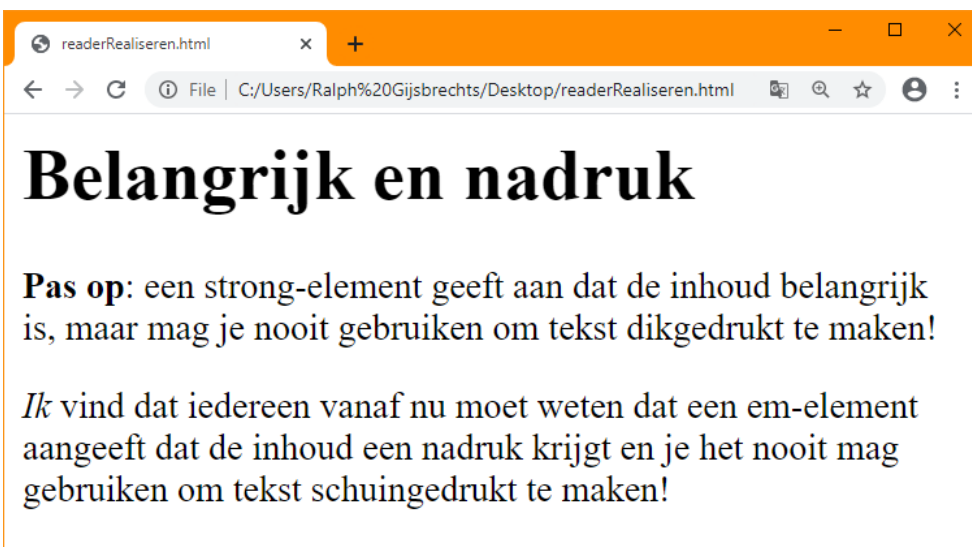 readerRealiseren.html
File C:/Users/Ralph%20Gijsbrechts/Desktop/readerRealiseren.html
Belangrijk en nadruk
Pas op: een strong-element geeft aan dat de inhoud belangrijk
is, maar mag je nooit gebruiken om tekst dikgedrukt te maken!
Ik vind dat iedereen vanaf nu moet weten dat een em-element
aangeeft dat de inhoud een nadruk krijgt en je het nooit mag
gebruiken om tekst schuingedrukt te maken!